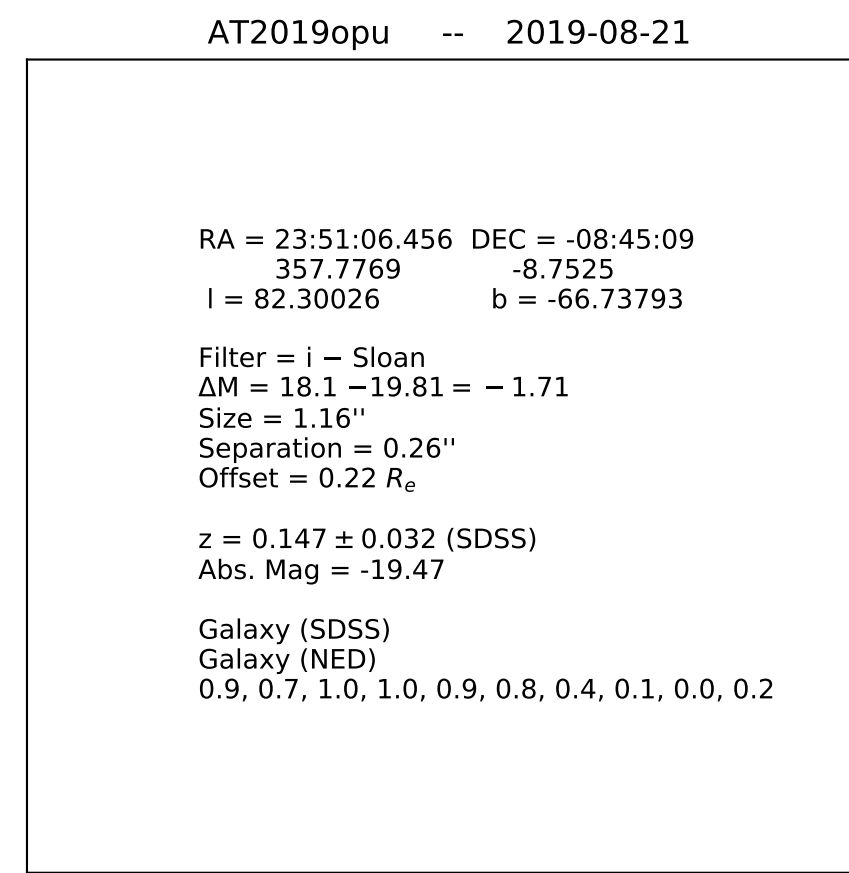 AT2019opu -- 2019-08-21
RA = 23:51:06.456 DEC = -08:45:09
357.7769 -8.7525
l = 82.30026 b = -66.73793
Filter = i − Sloan
ΔM = 18.1 −19.81 = − 1.71
Size = 1.16''
Separation = 0.26''
Offset = 0.22 Re
z = 0.147 ± 0.032 (SDSS)
Abs. Mag = -19.47
Galaxy (SDSS)
Galaxy (NED)
0.9, 0.7, 1.0, 1.0, 0.9, 0.8, 0.4, 0.1, 0.0, 0.2